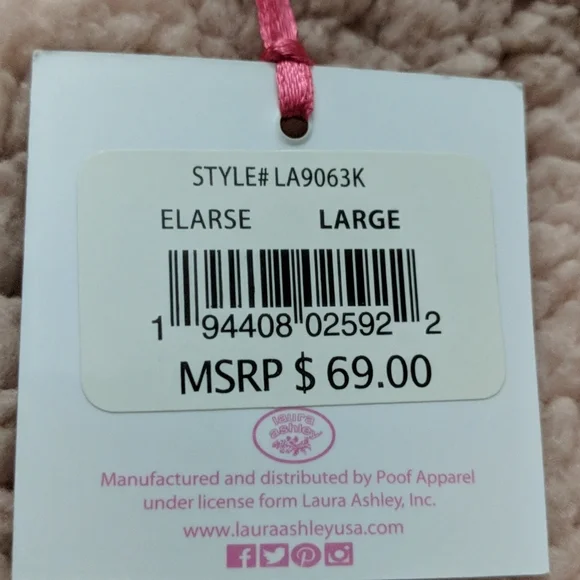 STYLE# LA9063K
ELARSE LARGE
1 94408 02592 2
MSRP $ 69.00
laura
ashley
Manufactured and distributed by Poof Apparel
under license form Laura Ashley, Inc.
www.lauraashleyusa.com